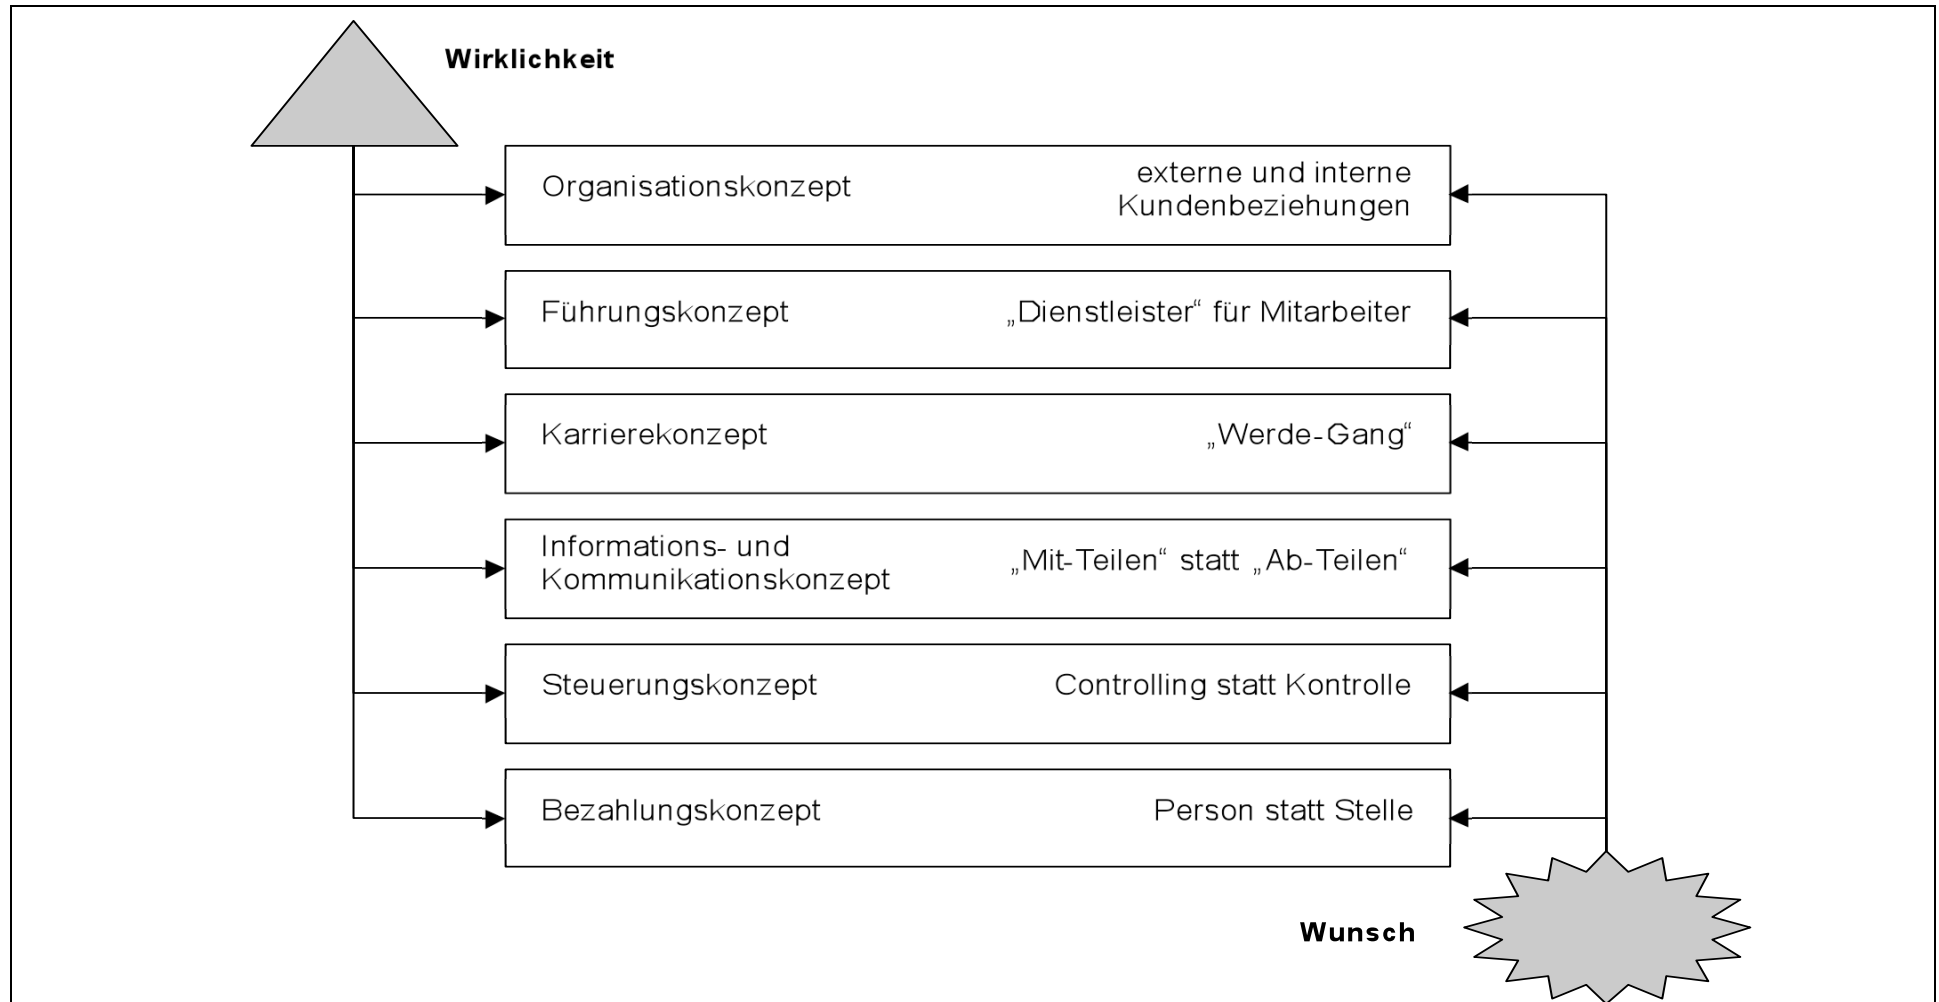 Wirklichkeit
Organisationskonzept
externe und interne
Kundenbeziehungen
Führungskonzept
„Dienstleister“ für Mitarbeiter
Karrierekonzept
„Werde-Gang“
Informations- und
Kommunikationskonzept
„Mit-Teilen“ statt „Ab-Teilen“
Steuerungskonzept
Controlling statt Kontrolle
Bezahlungskonzept
Person statt Stelle
Wunsch